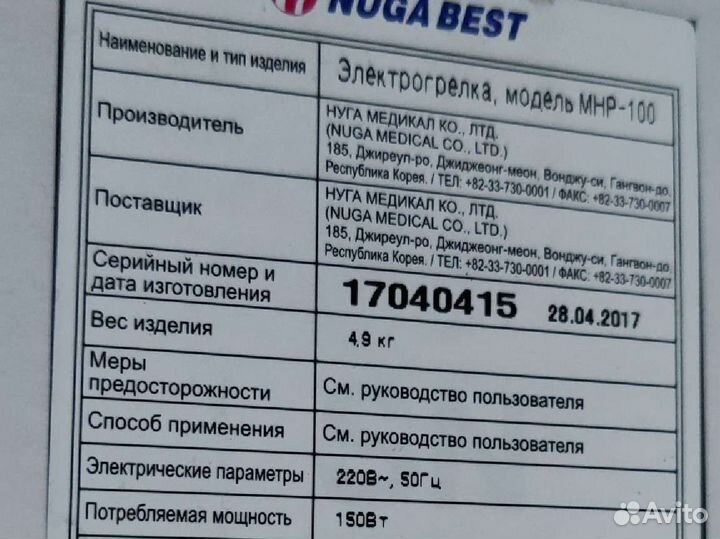 NUGA BEST
Наименование и тип изделия
Электрогрелка, модель МНР-100
Производитель
НУГА МЕДИКАЛ КО., ЛТД.
(NUGA MEDICAL CO., LTD.)
185, Джиреул-ро, Джиджеонг-меон, Вонджу-си, Гангвон-до,
Республика Корея. / ТЕЛ: +82-33-730-0001 / ФАКС: +82-33-730-0007
Поставщик
НУГА МЕДИКАЛ КО., ЛТД.
(NUGA MEDICAL CO., LTD.)
185, Джиреул-ро, Джиджеонг-меон, Вонджу-си, Гангвон-до,
Республика Корея. / ТЕЛ: +82-33-730-0001 / ФАКС: +82-33-730-0007
Серийный номер и
дата изготовления
17040415 28.04.2017
Вес изделия
4,9 кг
Меры
предосторожности
См. руководство пользователя
Способ применения
См. руководство пользователя
Электрические параметры
220В~, 50Гц
Потребляемая мощность
150Вт
Avito